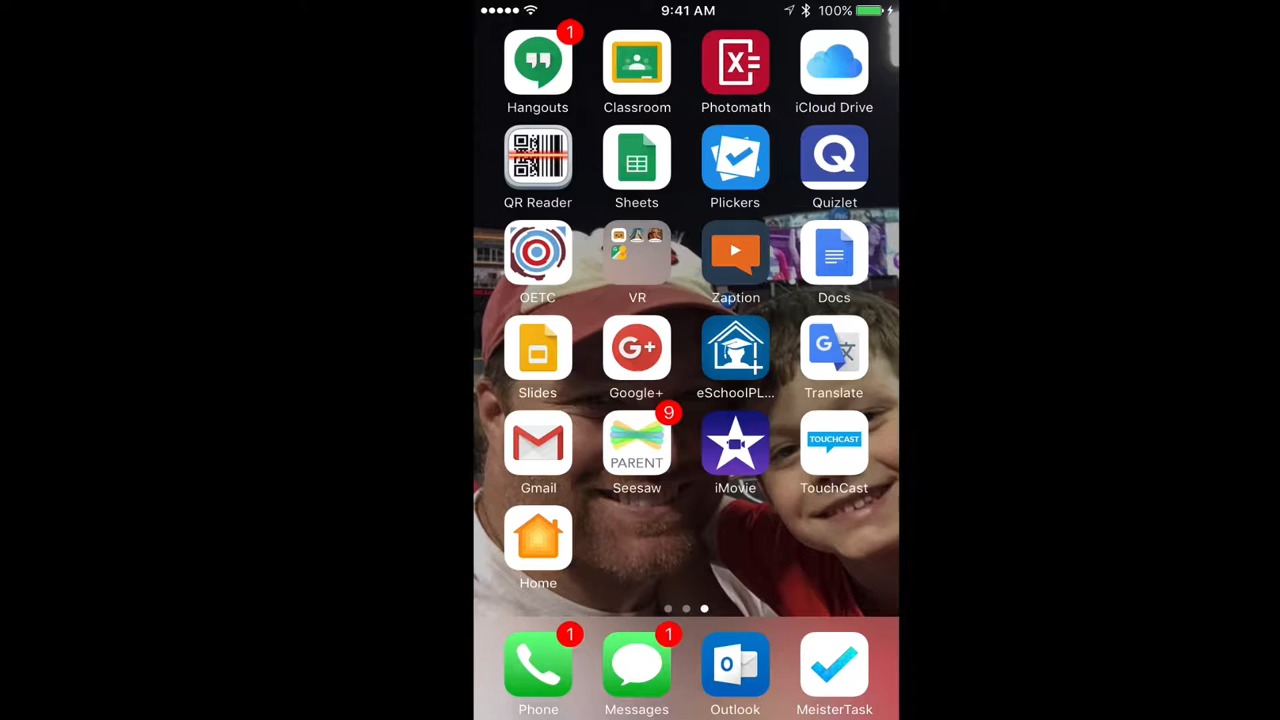 9:41 AM 100%
1
Hangouts Classroom Photomath iCloud Drive
QR Reader Sheets Plickers Quizlet
OETC VR Zaption Docs
G+ G
Slides Google+ eSchoolPL... Translate
9
PARENT TOUCHCAST
Gmail Seesaw iMovie TouchCast
Home
1 1
Phone Messages Outlook MeisterTask